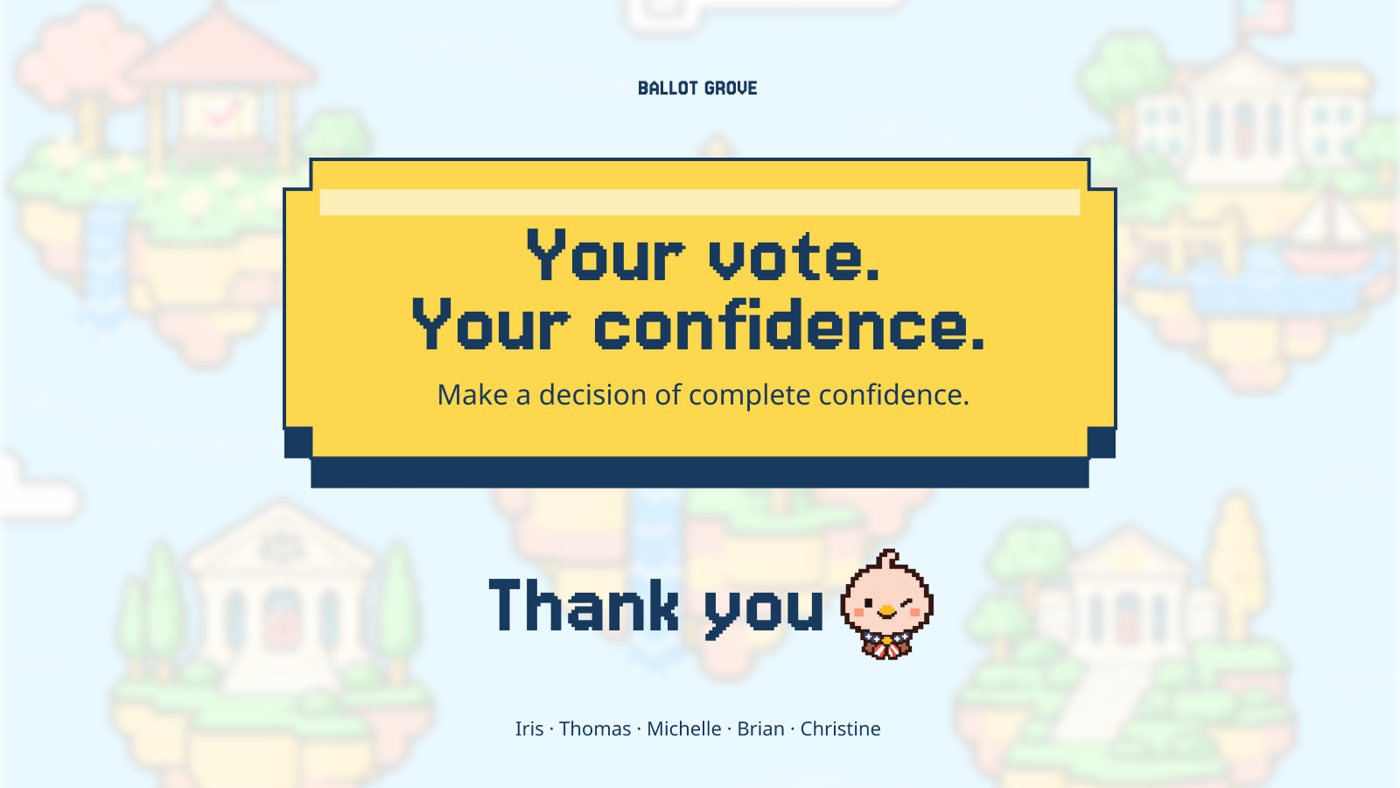 BALLOT GROVE
Your vote.
Your confidence.
Make a decision of complete confidence.
Thank you
Iris · Thomas · Michelle · Brian · Christine